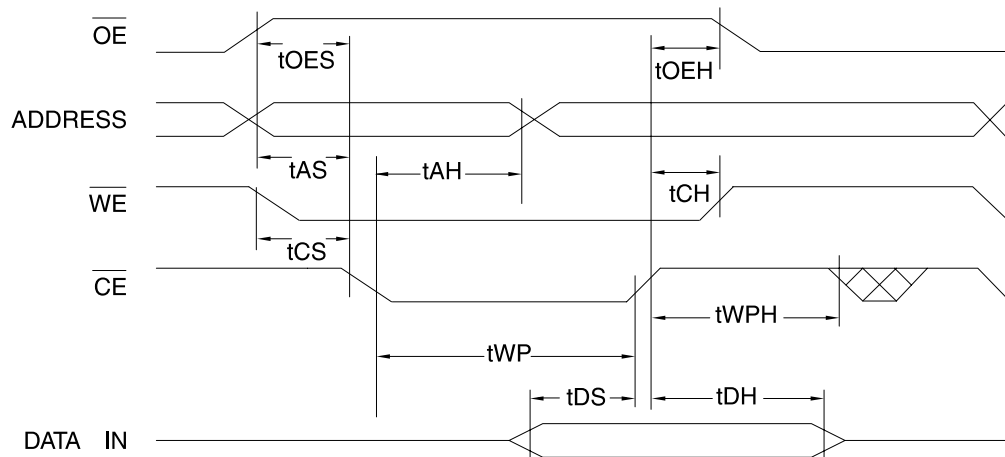 OE
tOES
tOEH
ADDRESS
tAS
tAH
tCH
WE
tCS
CE
tWPH
tWP
tDS
tDH
DATA IN